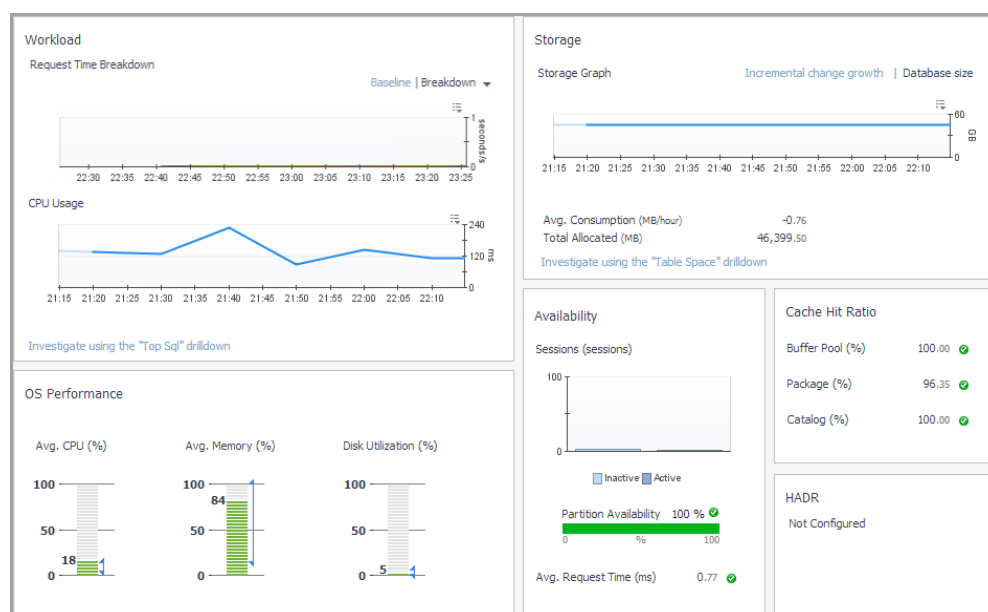 Workload
Request Time Breakdown
Baseline | Breakdown
1
0
seconds/s
22:30 22:35 22:40 22:45 22:50 22:55 23:00 23:05 23:10 23:15 23:20 23:25
CPU Usage
240
120
0
ms
21:15 21:20 21:25 21:30 21:35 21:40 21:45 21:50 21:55 22:00 22:05 22:10
Investigate using the "Top Sql" drilldown
Storage
Storage Graph
Incremental change growth | Database size
60
0
GB
21:15 21:20 21:25 21:30 21:35 21:40 21:45 21:50 21:55 22:00 22:05 22:10
Avg. Consumption (MB/hour) -0.76
Total Allocated (MB) 46,399.50
Investigate using the "Table Space" drilldown
OS Performance
Avg. CPU (%)
100
50
18
0
Avg. Memory (%)
100
84
50
0
Disk Utilization (%)
100
50
5
0
Availability
Sessions (sessions)
100
0
Inactive Active
Partition Availability 100 %
0 % 100
Avg. Request Time (ms) 0.77
Cache Hit Ratio
Buffer Pool (%) 100.00
Package (%) 96.35
Catalog (%) 100.00
HADR
Not Configured